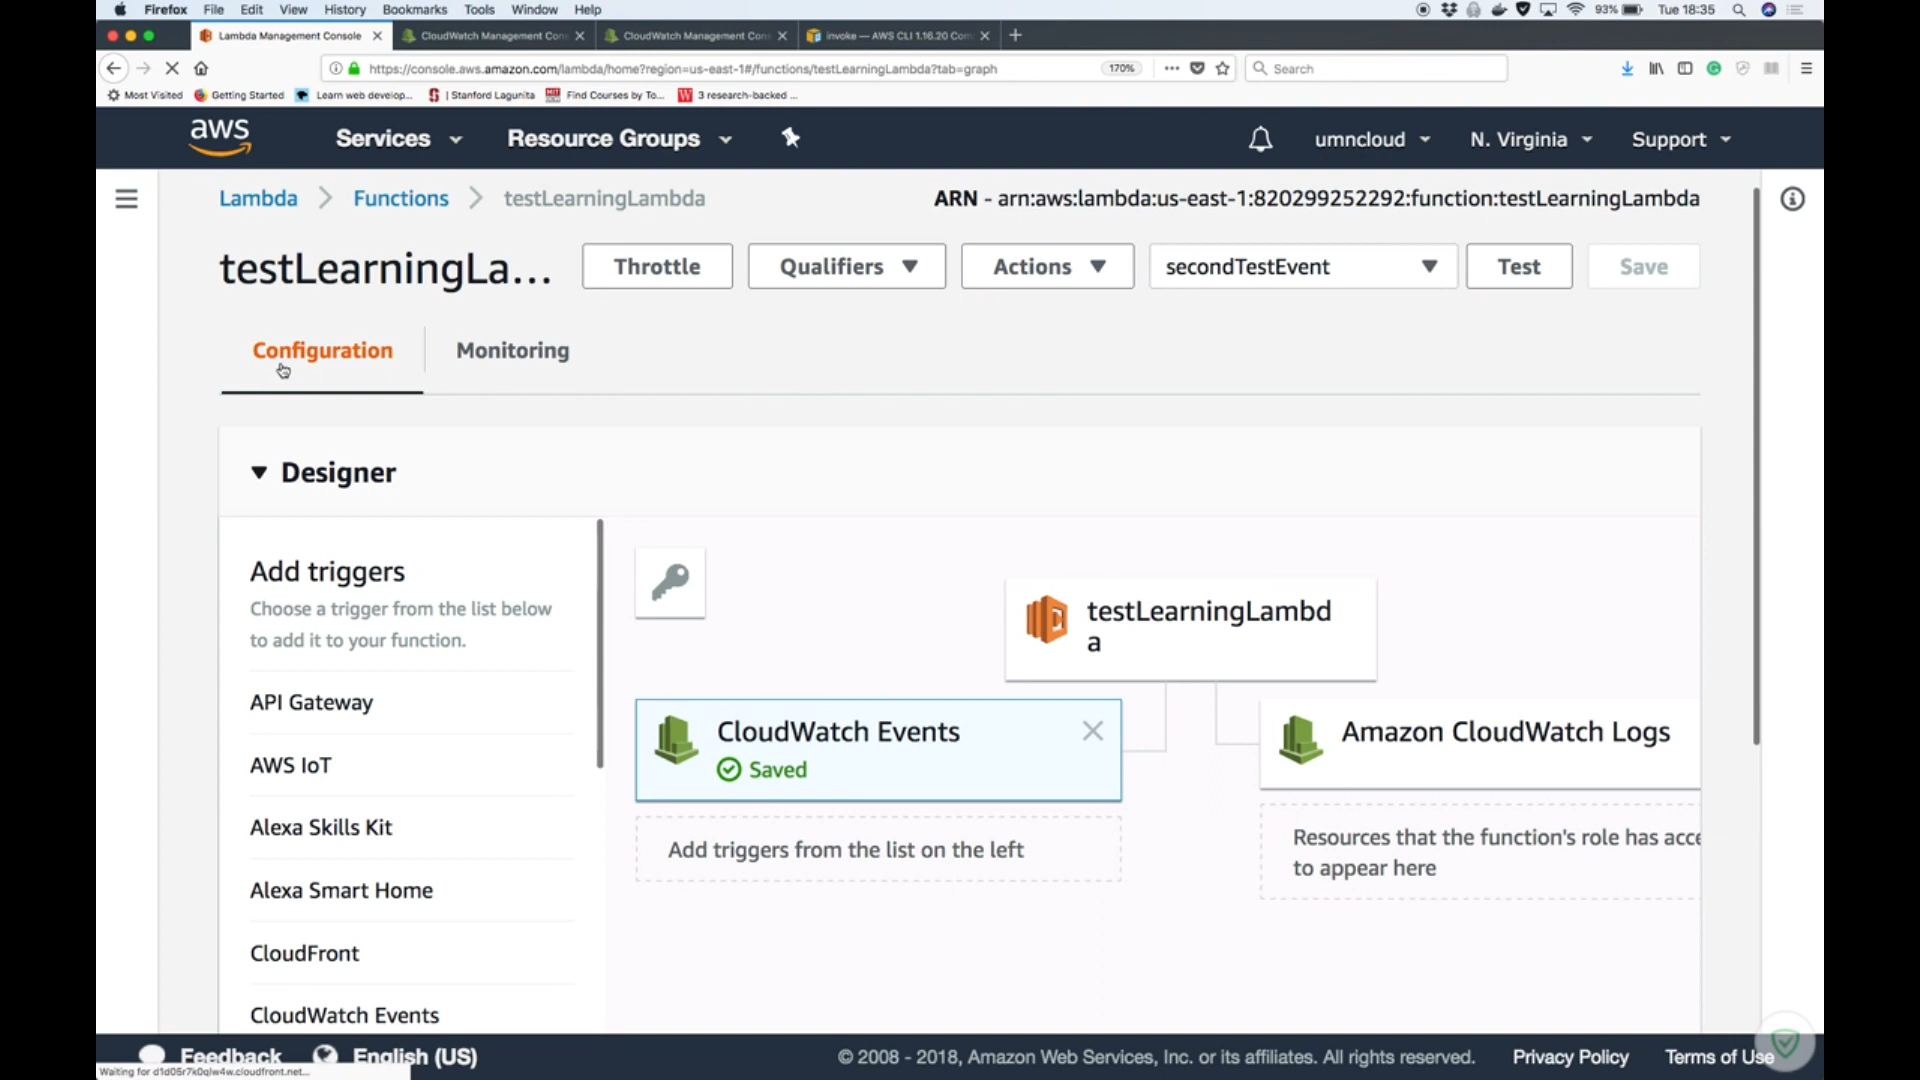 Firefox File Edit View History Bookmarks Tools Window Help 93% Tue 18:35
Lambda Management Console CloudWatch Management Con CloudWatch Management Con invoke — AWS CLI 1.16.20 Com
https://console.aws.amazon.com/lambda/home?region=us-east-1#/functions/testLearningLambda?tab=graph 170% Search
Most Visited Getting Started Learn web develop... | Stanford Lagunita Find Courses by To... 3 research-backed ...
aws Services Resource Groups umncloud N. Virginia Support
Lambda Functions testLearningLambda ARN - arn:aws:lambda:us-east-1:820299252292:function:testLearningLambda
testLearningLa... Throttle Qualifiers Actions secondTestEvent Test Save
Configuration Monitoring
Designer
Add triggers
Choose a trigger from the list below
to add it to your function.
API Gateway
AWS IoT
Alexa Skills Kit
Alexa Smart Home
CloudFront
CloudWatch Events
testLearningLambd
a
CloudWatch Events
Saved
Add triggers from the list on the left
Amazon CloudWatch Logs
Resources that the function's role has acce
to appear here
Feedback English (US) © 2008 - 2018, Amazon Web Services, Inc. or its affiliates. All rights reserved. Privacy Policy Terms of Use
Waiting for d1d05r7k0qlw4w.cloudfront.net...